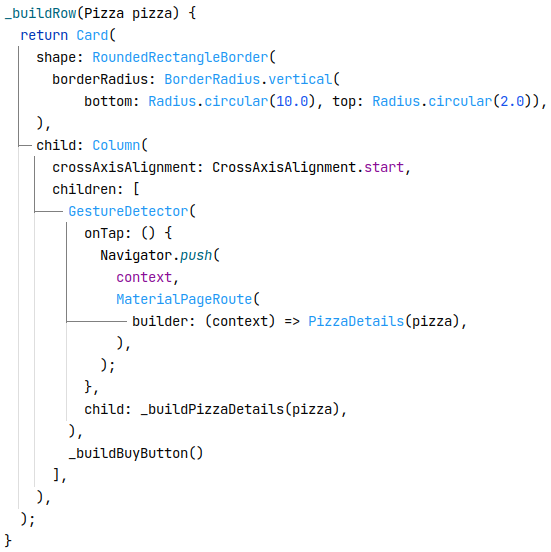 _buildRow(Pizza pizza) {
  return Card(
    shape: RoundedRectangleBorder(
      borderRadius: BorderRadius.vertical(
          bottom: Radius.circular(10.0), top: Radius.circular(2.0)),
    ),
    child: Column(
      crossAxisAlignment: CrossAxisAlignment.start,
      children: [
        GestureDetector(
          onTap: () {
            Navigator.push(
              context,
              MaterialPageRoute(
                builder: (context) => PizzaDetails(pizza),
              ),
            );
          },
          child: _buildPizzaDetails(pizza),
        ),
        _buildBuyButton()
      ],
    ),
  );
}